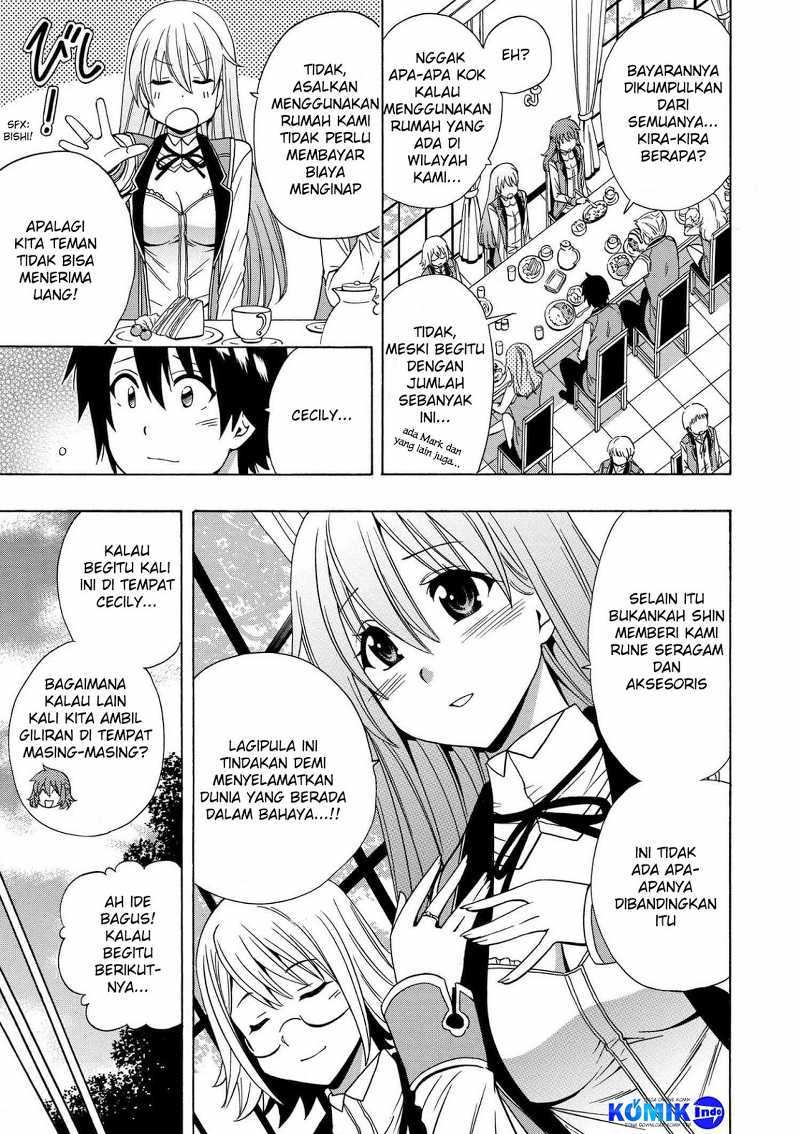 BAYARANNYA
DIKUMPULKAN
DARI
SEMUANYA...
KIRA-KIRA
BERAPA?
EH?
NGGAK
APA-APA KOK
KALAU
MENGGUNAKAN
RUMAH YANG
ADA DI
WILAYAH
KAMI...
TIDAK,
MESKI BEGITU
DENGAN
JUMLAH
SEBANYAK
INI...
ada Mark dan
yang lain juga...
TIDAK,
ASALKAN
MENGGUNAKAN
RUMAH KAMI
TIDAK PERLU
MEMBAYAR
BIAYA
MENGINAP
びし!
SFX:
BISHI!
APALAGI
KITA TEMAN
TIDAK BISA
MENERIMA
UANG!
CECILY...
SELAIN ITU
BUKANKAH SHIN
MEMBERI KAMI
RUNE SERAGAM
DAN
AKSESORIS
INI TIDAK
ADA APA-
APANYA
DIBANDINGKAN
ITU
LAGIPULA INI
TINDAKAN DEMI
MENYELAMATKAN
DUNIA YANG BERADA
DALAM BAHAYA...!!
KALAU
BEGITU KALI
INI DI TEMPAT
CECILY...
BAGAIMANA
KALAU LAIN
KALI KITA AMBIL
GILIRAN DI TEMPAT
MASING-MASING?
AH IDE
BAGUS!
KALAU
BEGITU
BERIKUT-
NYA...
KOMIK Indo